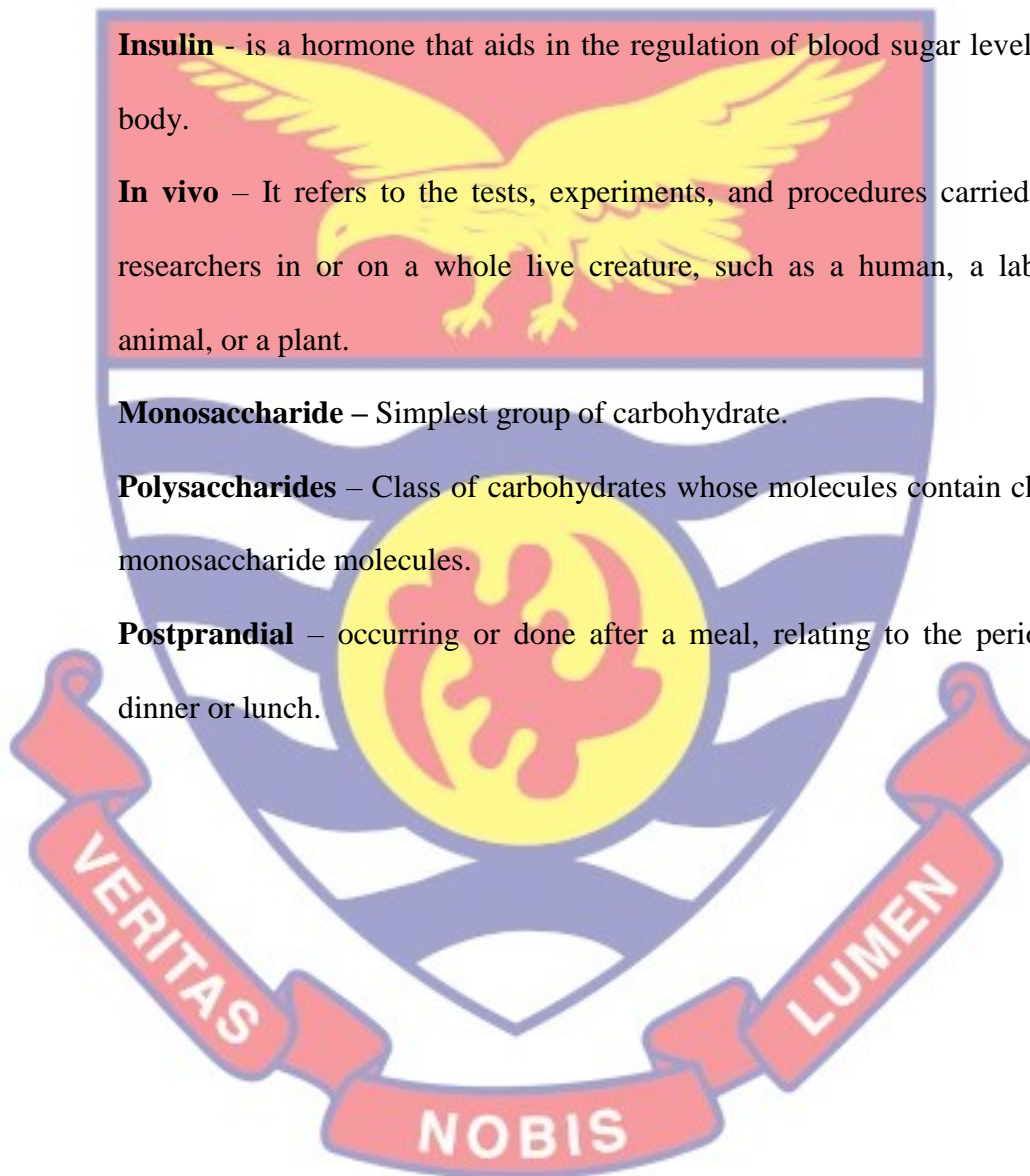 Insulin - is a hormone that aids in the regulation of blood sugar level
body.
In vivo – It refers to the tests, experiments, and procedures carried
researchers in or on a whole live creature, such as a human, a lab
animal, or a plant.
Monosaccharide – Simplest group of carbohydrate.
Polysaccharides – Class of carbohydrates whose molecules contain
monosaccharide molecules.
Postprandial – occurring or done after a meal, relating to the
dinner or lunch.
VERITAS
NOBIS
LUMEN